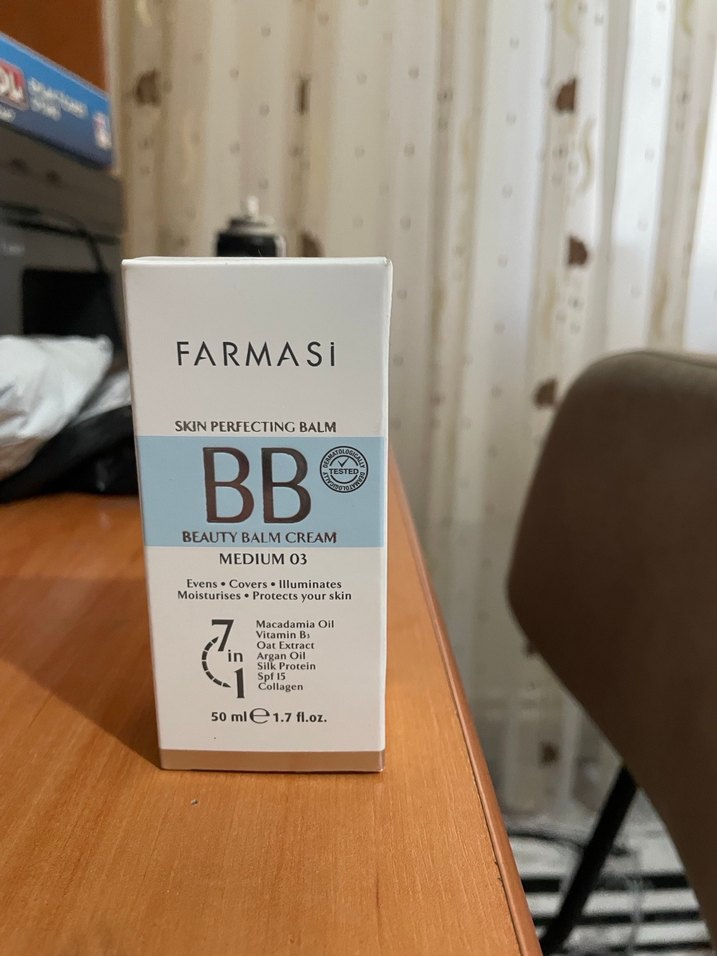 FARMASi
SKIN PERFECTING BALM
BB
DERMATOLOGICALLY
TESTED
DERMATOLOGICALLY
BEAUTY BALM CREAM
MEDIUM 03
Evens • Covers • Illuminates
Moisturises • Protects your skin
7 in 1
Macadamia Oil
Vitamin B₃
Oat Extract
Argan Oil
Silk Protein
Spf 15
Collagen
50 ml ℮ 1.7 fl.oz.